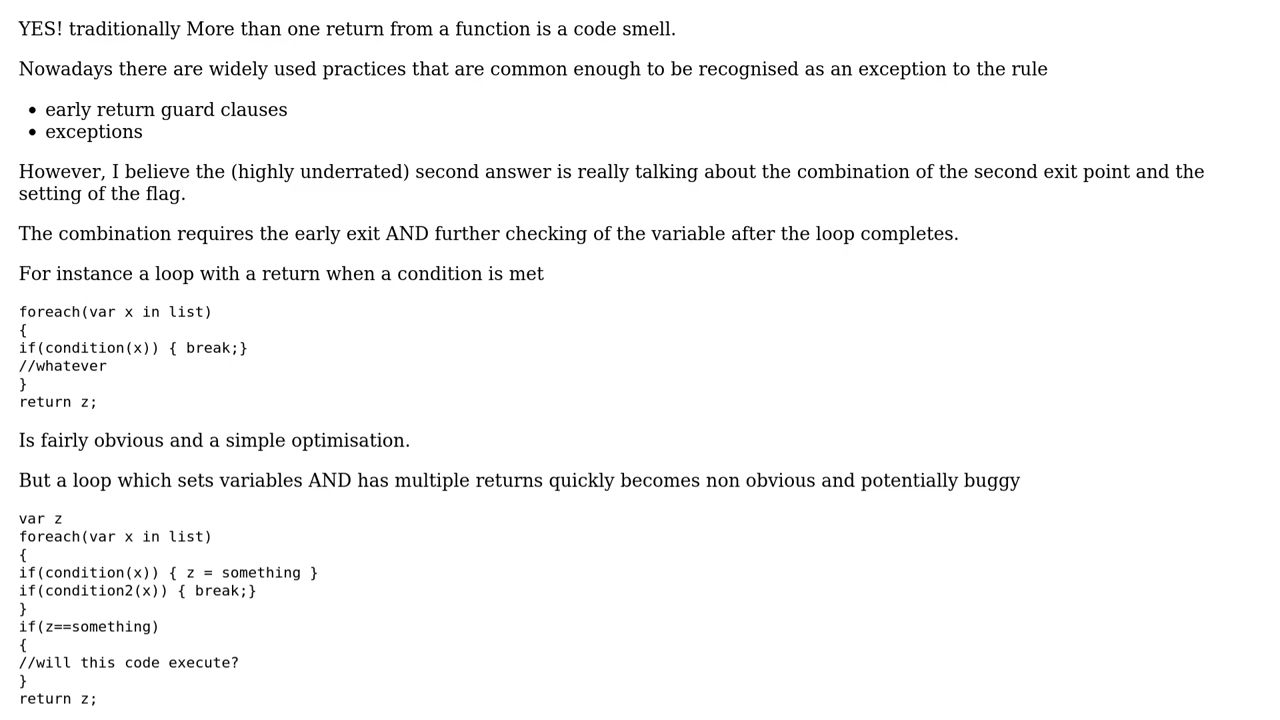 YES! traditionally More than one return from a function is a code smell.
Nowadays there are widely used practices that are common enough to be recognised as an exception to the rule
• early return guard clauses
• exceptions
However, I believe the (highly underrated) second answer is really talking about the combination of the second exit point and the
setting of the flag.
The combination requires the early exit AND further checking of the variable after the loop completes.
For instance a loop with a return when a condition is met
foreach(var x in list)
{
if(condition(x)) { break;}
//whatever
}
return z;
Is fairly obvious and a simple optimisation.
But a loop which sets variables AND has multiple returns quickly becomes non obvious and potentially buggy
var z
foreach(var x in list)
{
if(condition(x)) { z = something }
if(condition2(x)) { break;}
}
if(z==something)
{
//will this code execute?
}
return z;